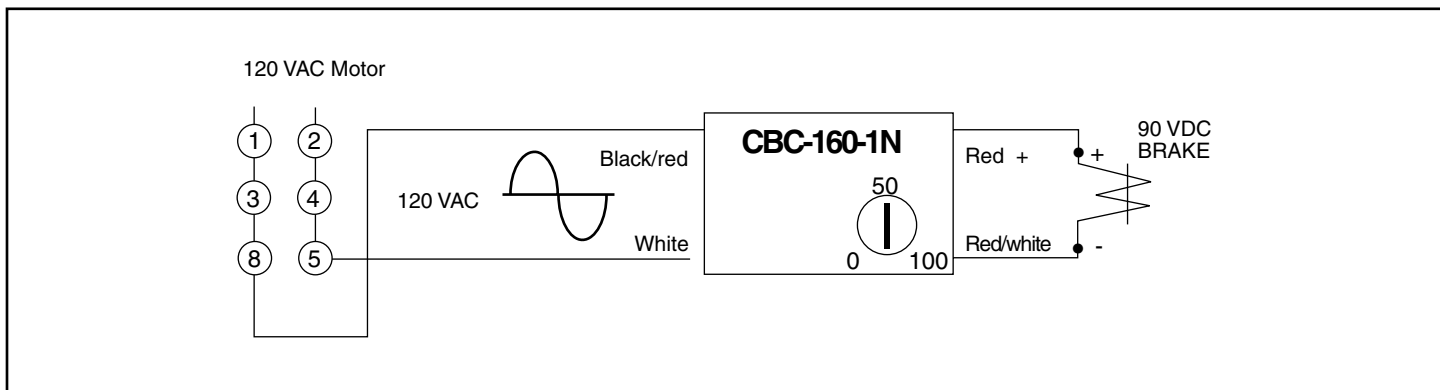 120 VAC Motor
1 2
3 4
8 5
120 VAC
Black/red
White
CBC-160-1N
50
0 100
Red +
Red/white
+
-
90 VDC
BRAKE